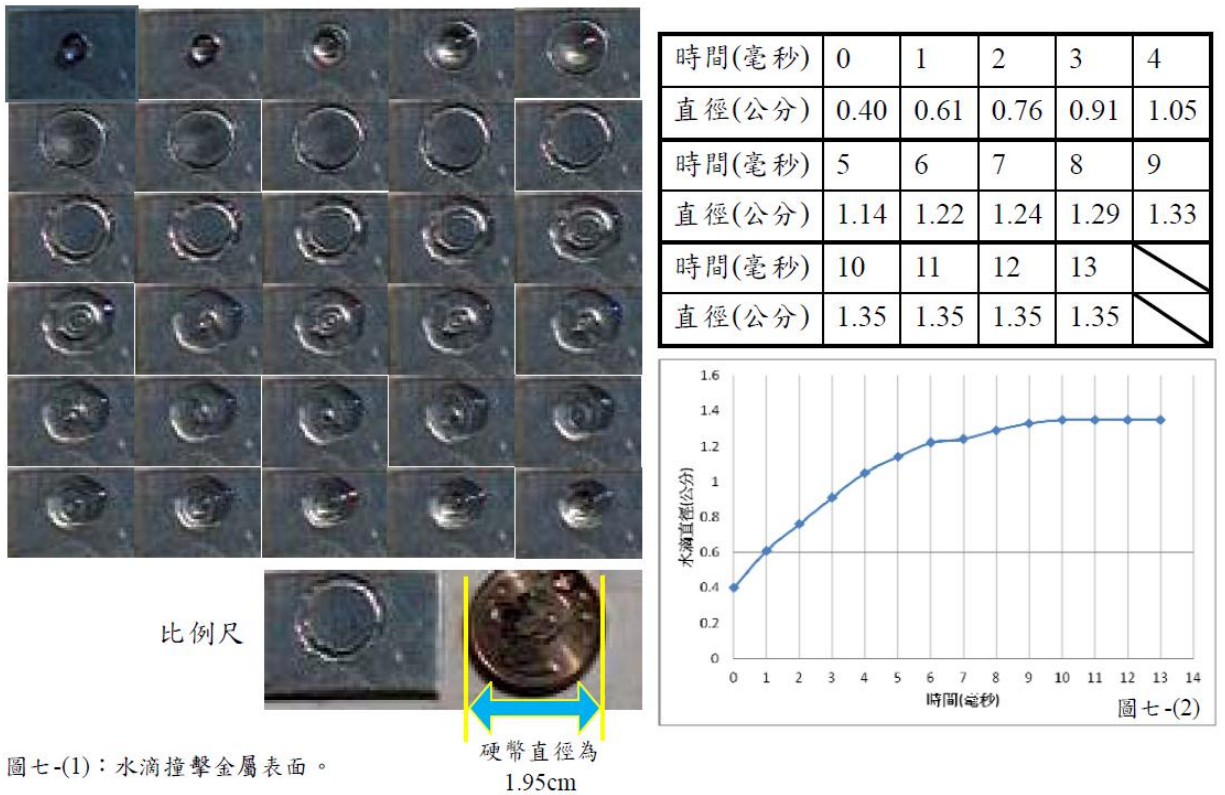 時間(毫秒) 0 1 2 3 4
直徑(公分) 0.40 0.61 0.76 0.91 1.05
時間(毫秒) 5 6 7 8 9
直徑(公分) 1.14 1.22 1.24 1.29 1.33
時間(毫秒) 10 11 12 13
直徑(公分) 1.35 1.35 1.35 1.35
1.6
1.4
1.2
1
0.8
0.6
0.4
0.2
0
水滴直徑(公分)
0 1 2 3 4 5 6 7 8 9 10 11 12 13 14
時間(毫秒)
圖七-(2)
比例尺
硬幣直徑為
1.95cm
圖七-(1)：水滴撞擊金屬表面。